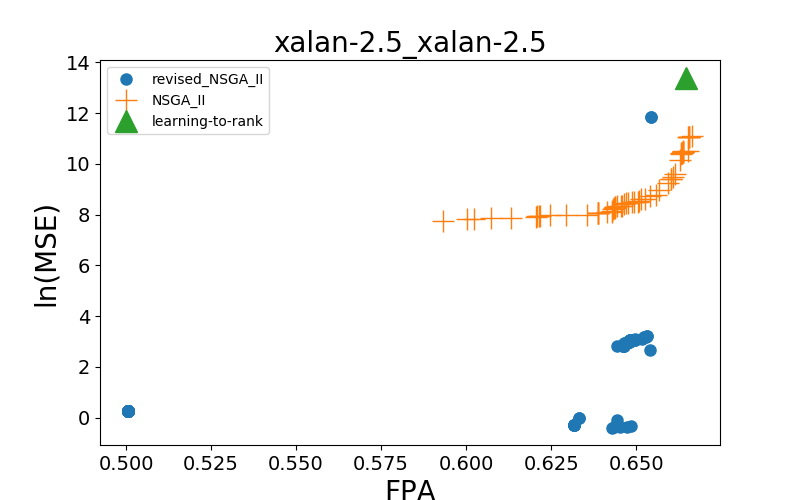 xalan-2.5_xalan-2.5
revised_NSGA_II
NSGA_II
learning-to-rank
14
12
10
8
6
4
2
0
ln(MSE)
0.500 0.525 0.550 0.575 0.600 0.625 0.650
FPA